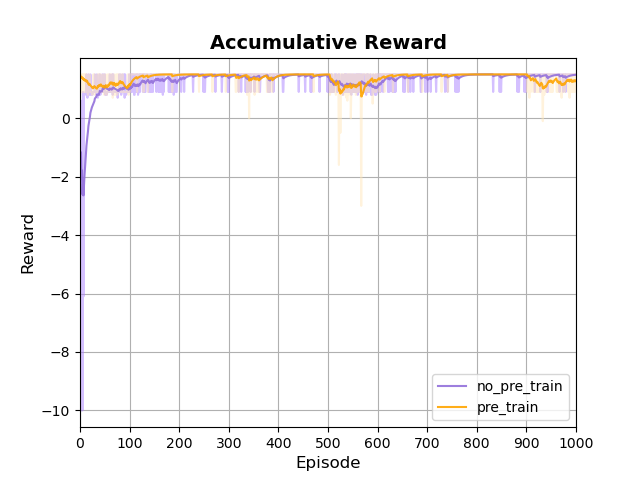 Accumulative Reward
Reward
0
−2
−4
−6
−8
−10
0 100 200 300 400 500 600 700 800 900 1000
Episode
no_pre_train
pre_train